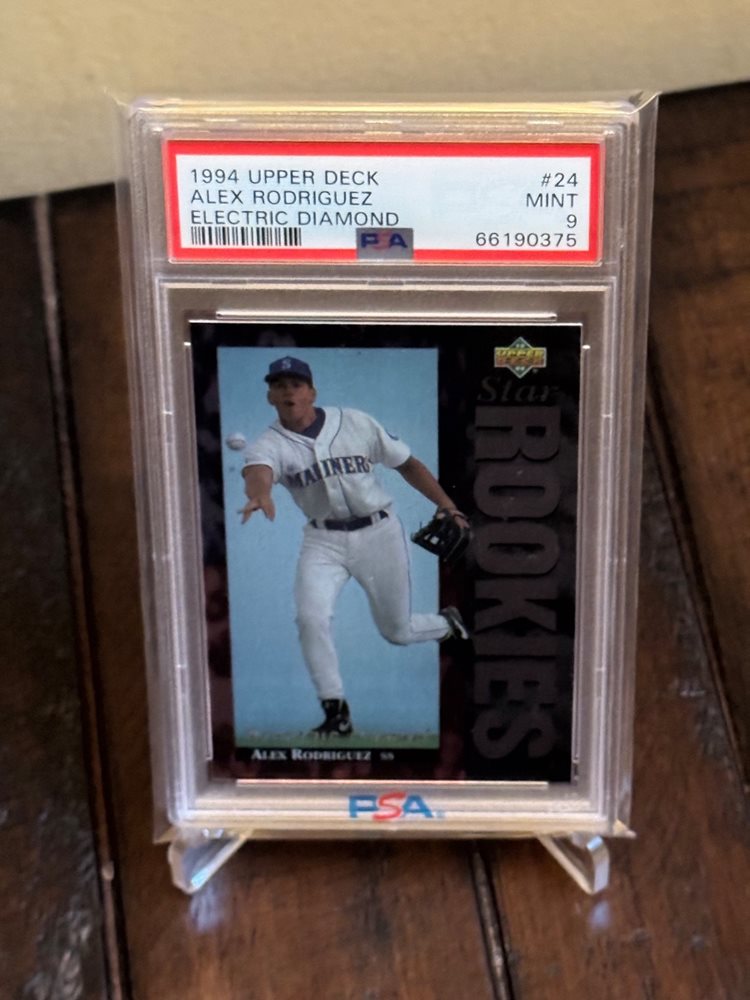 1994 UPPER DECK #24
ALEX RODRIGUEZ MINT
ELECTRIC DIAMOND 9
PSA 66190375
UPPER DECK
Star
ROOKIES
MARINERS
ALEX RODRIGUEZ SS
PSA